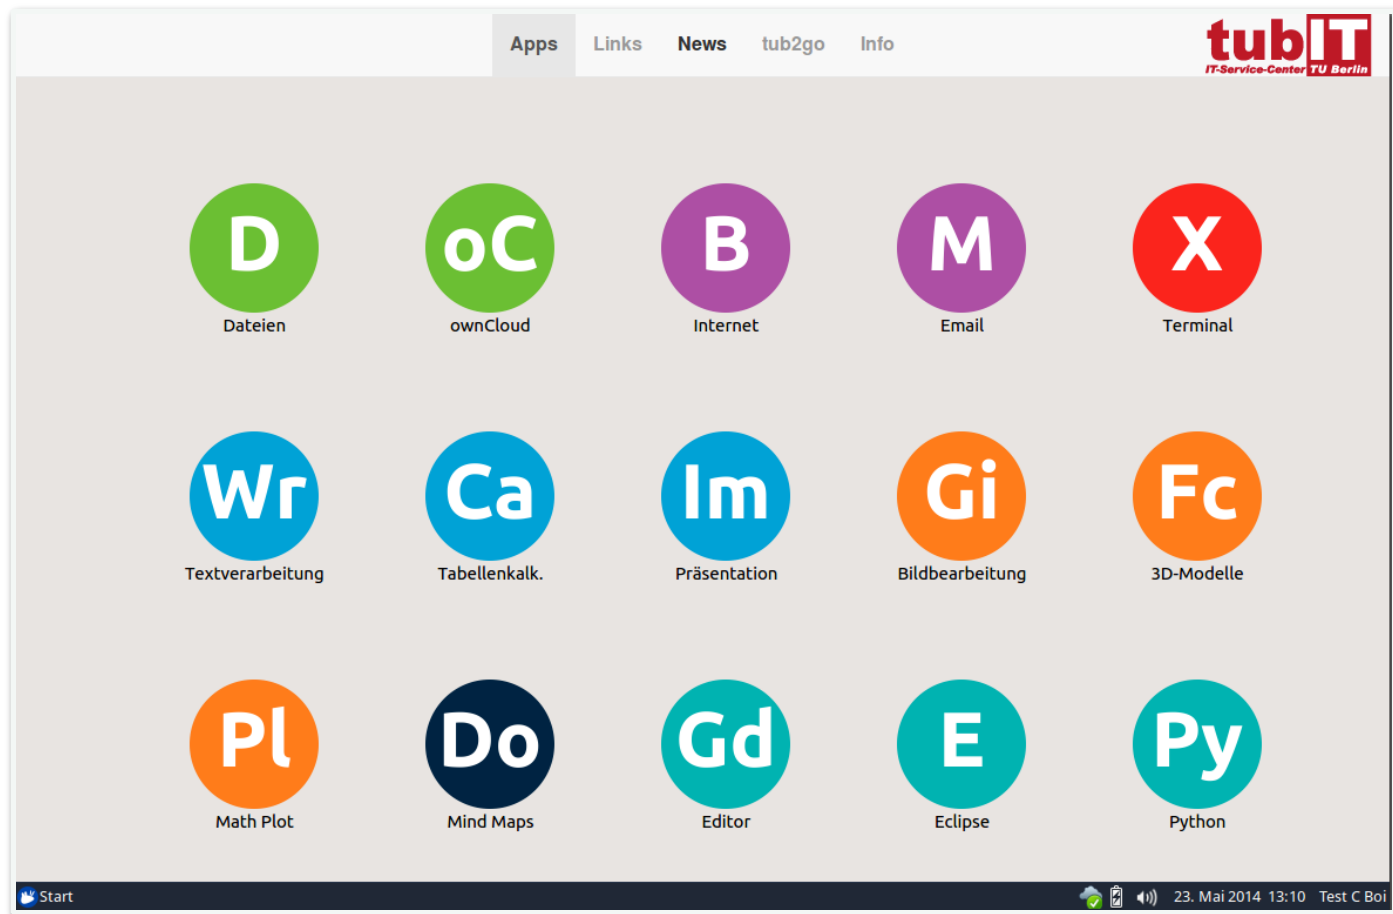 Apps Links News tub2go Info
tubIT
IT-Service-Center TU Berlin
D oC B M X
Dateien ownCloud Internet Email Terminal
Wr Ca Im Gi Fc
Textverarbeitung Tabellenkalk. Präsentation Bildbearbeitung 3D-Modelle
Pl Do Gd E Py
Math Plot Mind Maps Editor Eclipse Python
Start 23. Mai 2014 13:10 Test C Boi